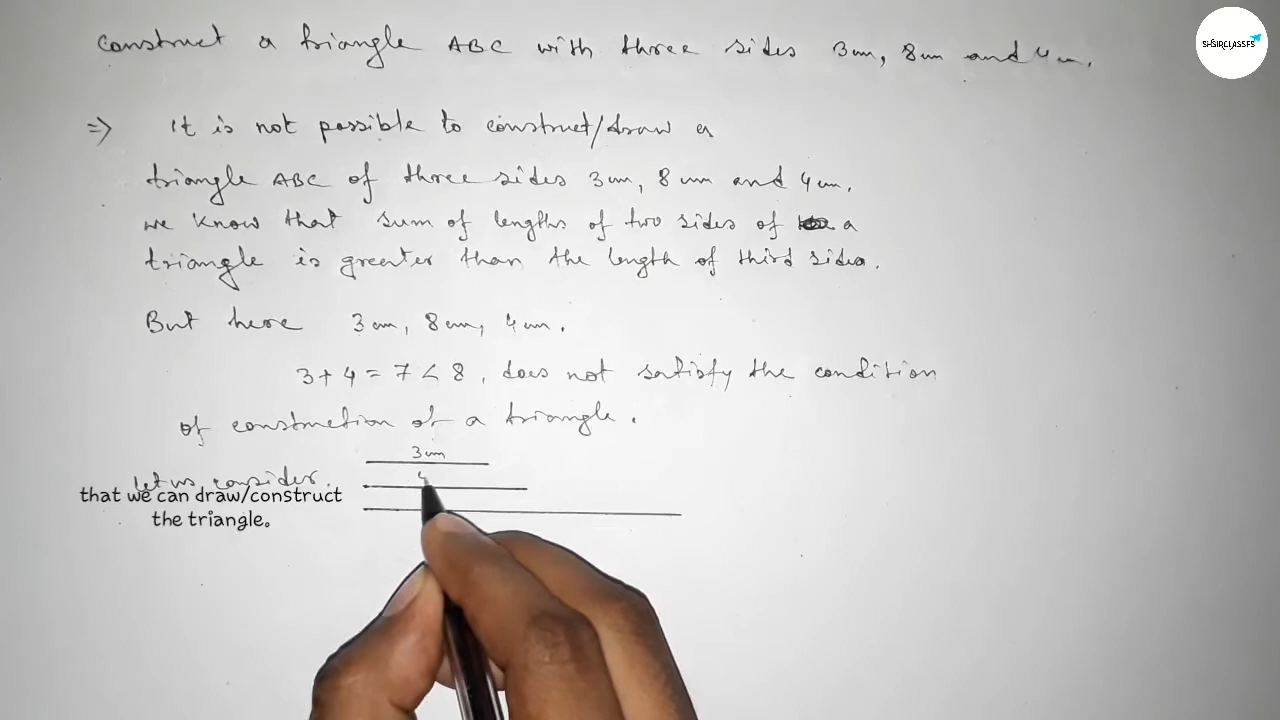 SHSIRCLASSES
construct a triangle ABC with three sides 3cm, 8cm and 4cm.
=> It is not possible to construct/draw a
triangle ABC of three sides 3cm, 8cm and 4cm.
we know that sum of lengths of two sides of a
triangle is greater than the length of third sides.
But here 3cm, 8cm, 4cm.
3+4=7<8, does not satisfy the condition
of construction of a triangle.
3cm
let us consider.
4
that we can draw/construct
the triangle.